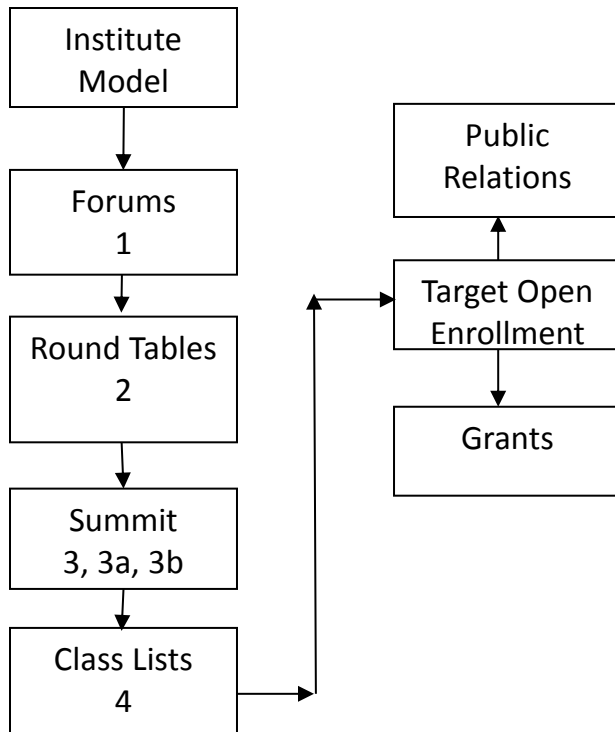 Institute
Model
Forums
1
Round Tables
2
Summit
3, 3a, 3b
Class Lists
4
Public
Relations
Target Open
Enrollment
Grants